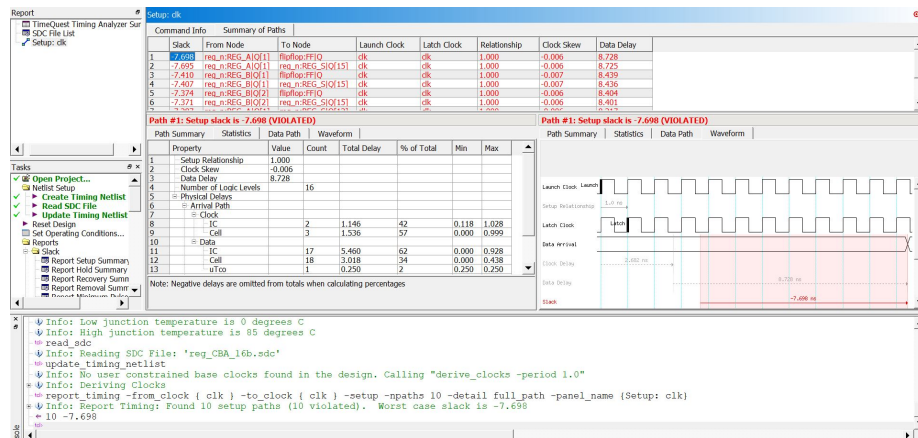 Report
TimeQuest Timing Analyzer Sur
SDC File List
Setup: clk
Setup: clk
Command Info Summary of Paths
Slack From Node To Node Launch Clock Latch Clock Relationship Clock Skew Data Delay
1 -7.698 reg_n:REG_A|Q[1] flipflop:FF|Q clk clk 1.000 -0.006 8.728
2 -7.695 reg_n:REG_A|Q[1] reg_n:REG_S|Q[15] clk clk 1.000 -0.006 8.725
3 -7.410 reg_n:REG_B|Q[1] flipflop:FF|Q clk clk 1.000 -0.007 8.439
4 -7.407 reg_n:REG_B|Q[1] reg_n:REG_S|Q[15] clk clk 1.000 -0.007 8.436
5 -7.374 reg_n:REG_B|Q[2] flipflop:FF|Q clk clk 1.000 -0.006 8.404
6 -7.371 reg_n:REG_B|Q[2] reg_n:REG_S|Q[15] clk clk 1.000 -0.006 8.401
Path #1: Setup slack is -7.698 (VIOLATED)
Path Summary Statistics Data Path Waveform
Property Value Count Total Delay % of Total Min Max
1 Setup Relationship 1.000
2 Clock Skew -0.006
3 Data Delay 8.728
4 Number of Logic Levels 16
5 Physical Delays
6 Arrival Path
7 Clock
8 IC 2 1.146 42 0.118 1.028
9 Cell 3 1.536 57 0.000 0.999
10 Data
11 IC 17 5.460 62 0.000 0.928
12 Cell 18 3.018 34 0.000 0.438
13 uTco 1 0.250 2 0.250 0.250
Note: Negative delays are omitted from totals when calculating percentages
Path #1: Setup slack is -7.698 (VIOLATED)
Path Summary Statistics Data Path Waveform
Launch Clock Launch
Setup Relationship 1.0 ns
Latch Clock Latch
Data Arrival
Clock Delay
Data Delay 8.728 ns
Slack -7.698 ns
Tasks
Open Project...
Netlist Setup
Create Timing Netlist
Read SDC File
Update Timing Netlist
Reset Design
Set Operating Conditions...
Reports
Slack
Report Setup Summary
Report Hold Summary
Report Recovery Summ
Report Removal Summ
Report Minimum Pulse
Info: Low junction temperature is 0 degrees C
Info: High junction temperature is 85 degrees C
read_sdc
Info: Reading SDC File: 'reg_CBA_16b.sdc'
update_timing_netlist
Info: No user constrained base clocks found in the design. Calling "derive_clocks -period 1.0"
Info: Deriving Clocks
report_timing -from_clock { clk } -to_clock { clk } -setup -npaths 10 -detail full_path -panel_name {Setup: clk}
Info: Report Timing: Found 10 setup paths (10 violated). Worst case slack is -7.698
10 -7.698